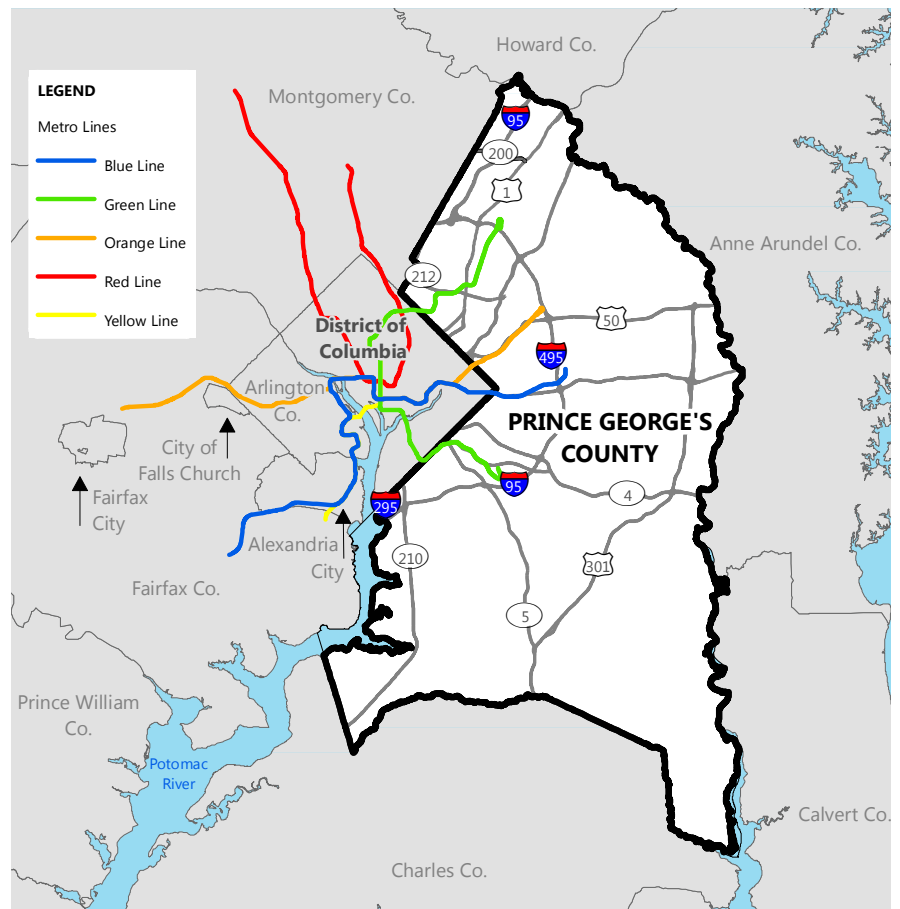 Howard Co.
LEGEND
Montgomery Co.
95
Metro Lines
200
Blue Line
1
Green Line
Orange Line
Anne Arundel Co.
212
Red Line
Yellow Line
50
District of
Columbia
495
Arlington
Co.
PRINCE GEORGE'S
COUNTY
City of
Falls Church
95
4
Fairfax
City
295
Alexandria
City
210
301
Fairfax Co.
5
Prince William
Co.
Potomac
River
Calvert Co.
Charles Co.